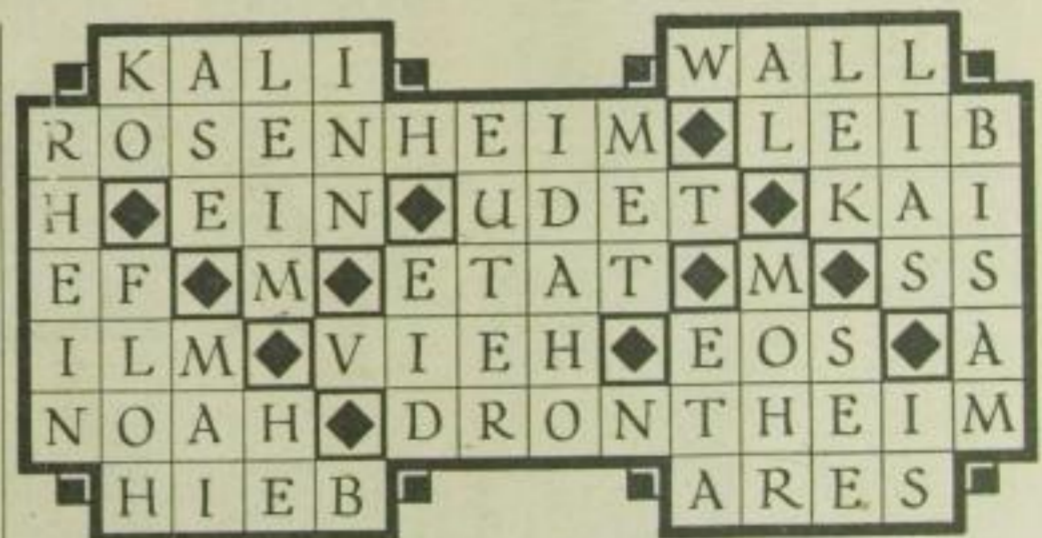 KALI WALL
ROSENHEIM◆LEIB
H◆EIN◆UDET◆KAI
EF◆M◆ETAT◆M◆SS
ILM◆VIEH◆EOS◆A
NOAH◆DRONTHEIM
HIEB ARES